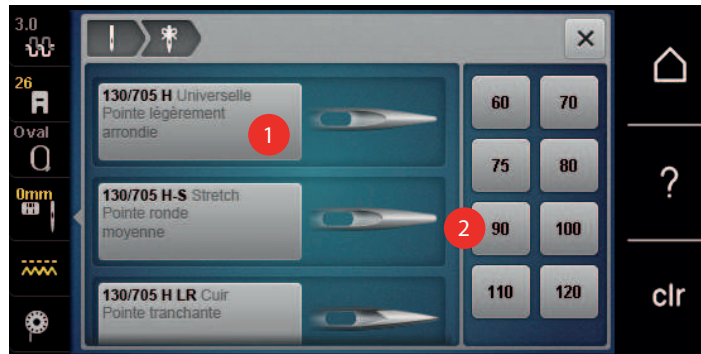 3.0
26
Oval
0mm
130/705 H Universelle
Pointe légèrement
arrondie
1
130/705 H-S Stretch
Pointe ronde
moyenne
2
130/705 H LR Cuir
Pointe tranchante
60 70
75 80
90 100
110 120
?
clr